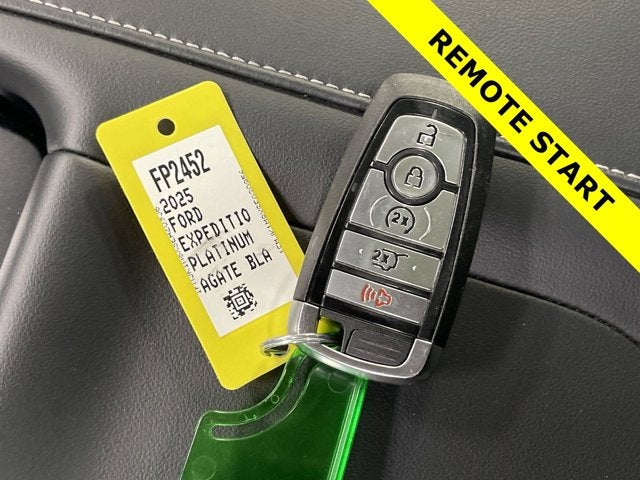 REMOTE START
FP2452
2025
FORD
EXPEDITIO
PLATINUM
AGATE BLA
2x
2x